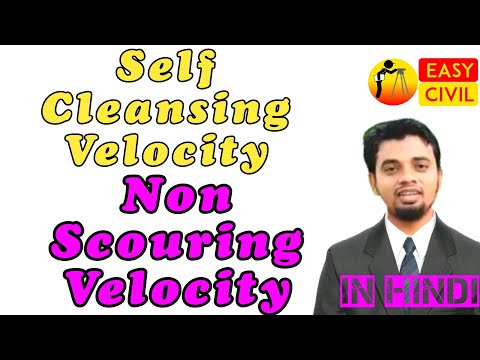 Self
Cleansing
Velocity
Non
Scouring
Velocity
EASY
CIVIL
IN HINDI